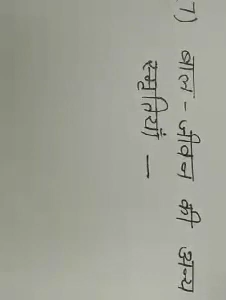 7) बाल - जीवन की अन्य
स्मृतियाँ —